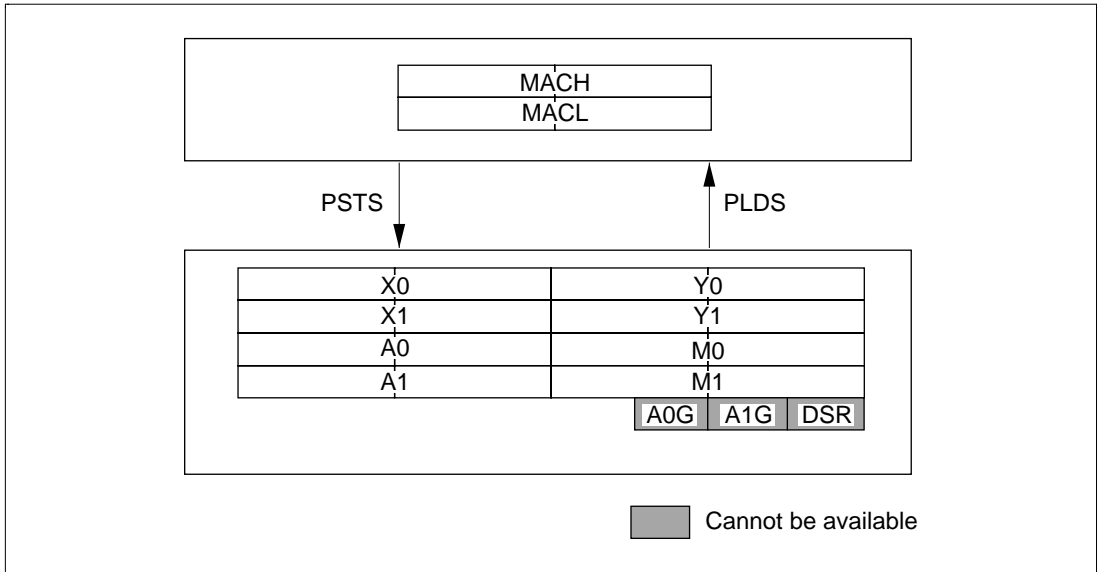 MACH
MACL
PSTS
PLDS
X0 Y0
X1 Y1
A0 M0
A1 M1
A0G A1G DSR
Cannot be available